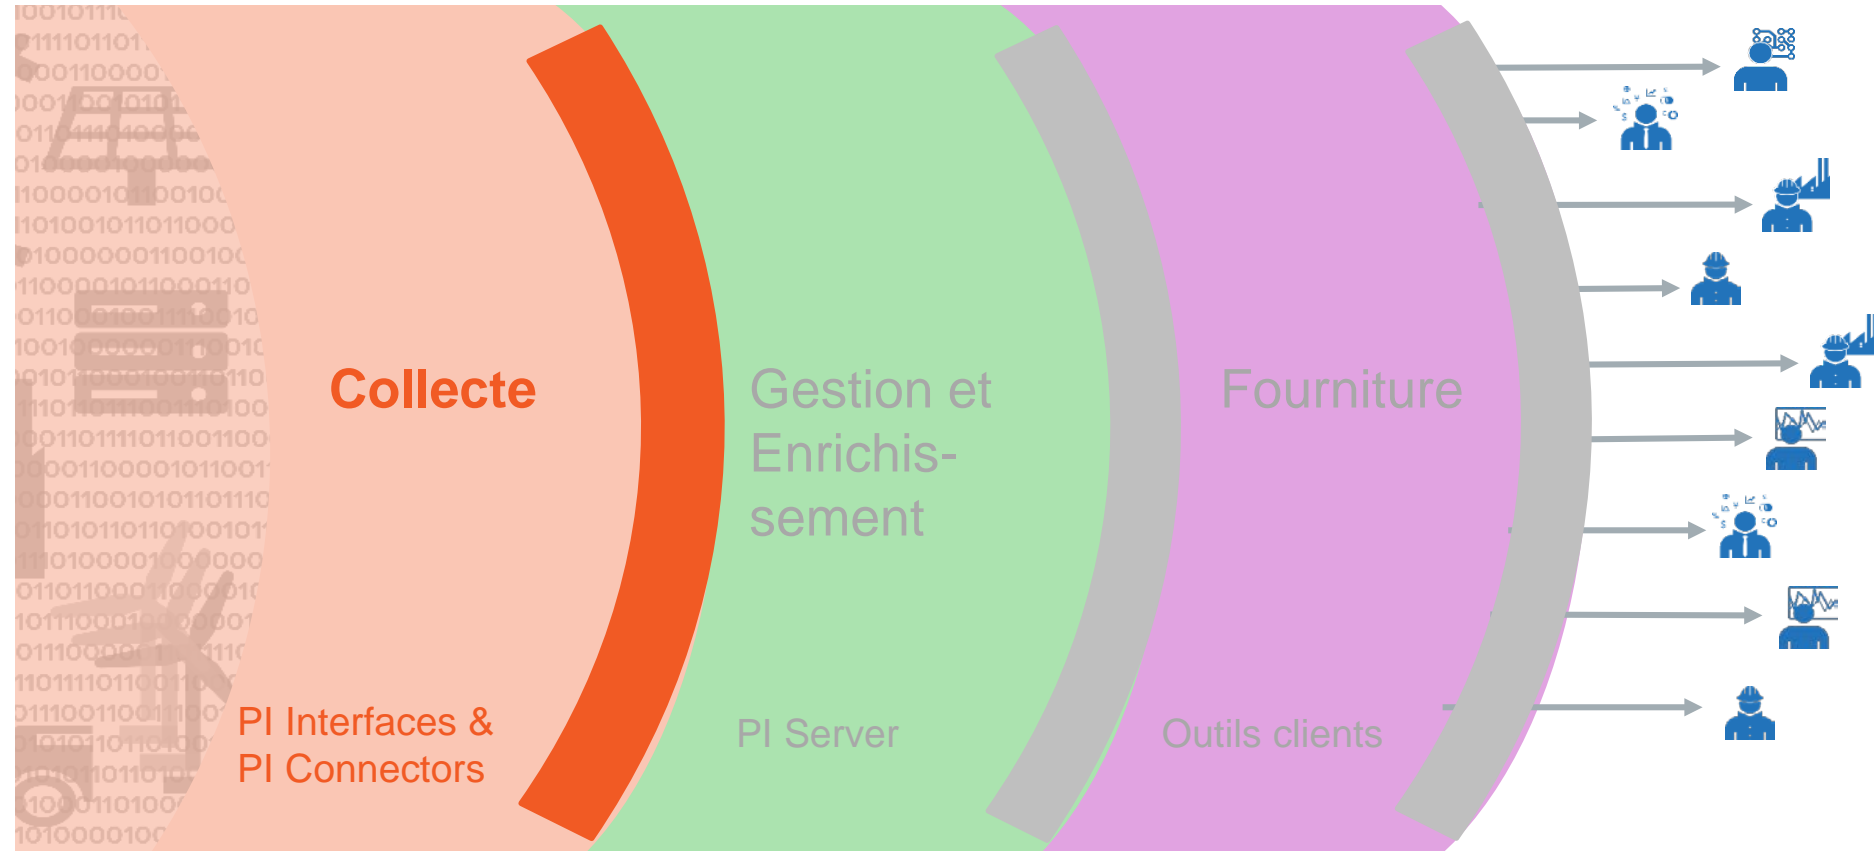 Collecte
Gestion et
Enrichis-
sement
Fourniture
PI Interfaces &
PI Connectors
PI Server
Outils clients